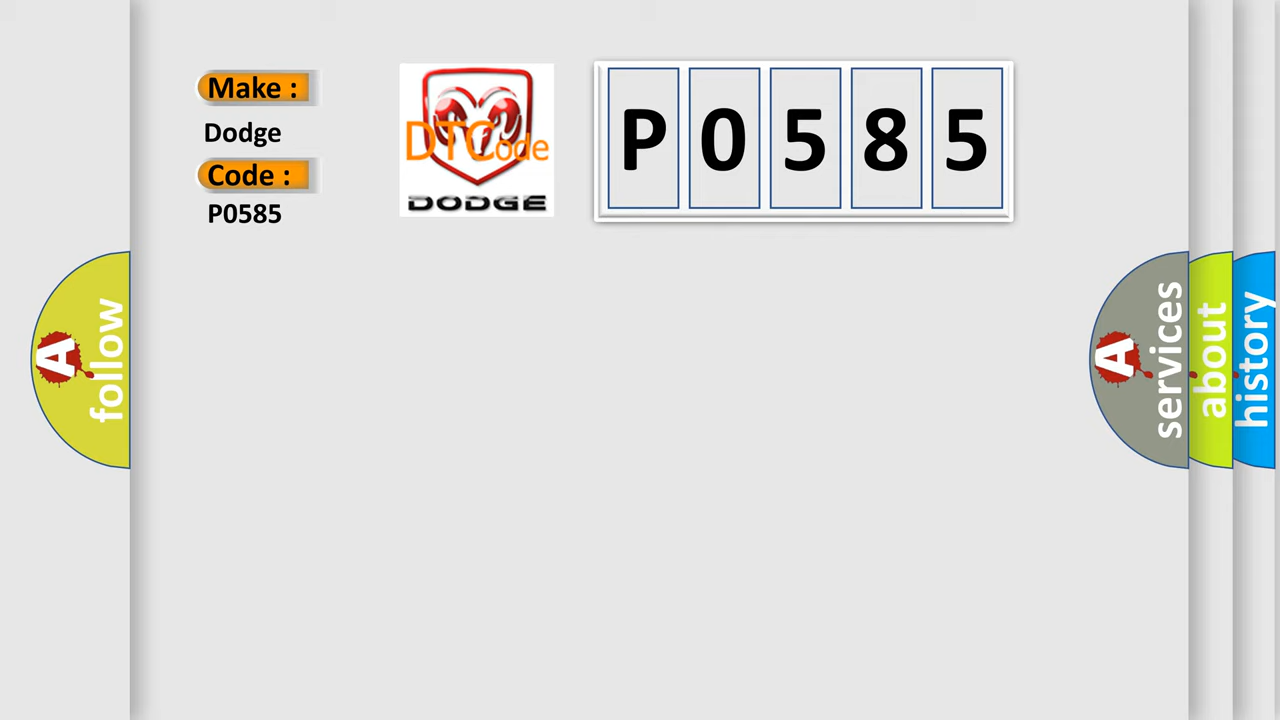 Make :
Dodge
Code :
P0585
DTCode
DODGE
P 0 5 8 5
A follow
A services
about
history